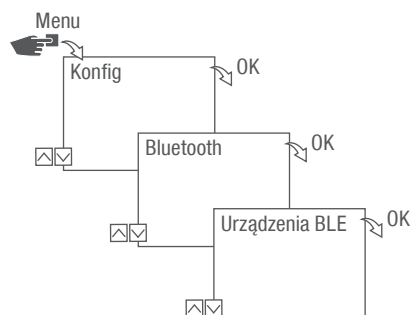 Menu
Konfig
OK
Bluetooth
OK
Urządzenia BLE
OK